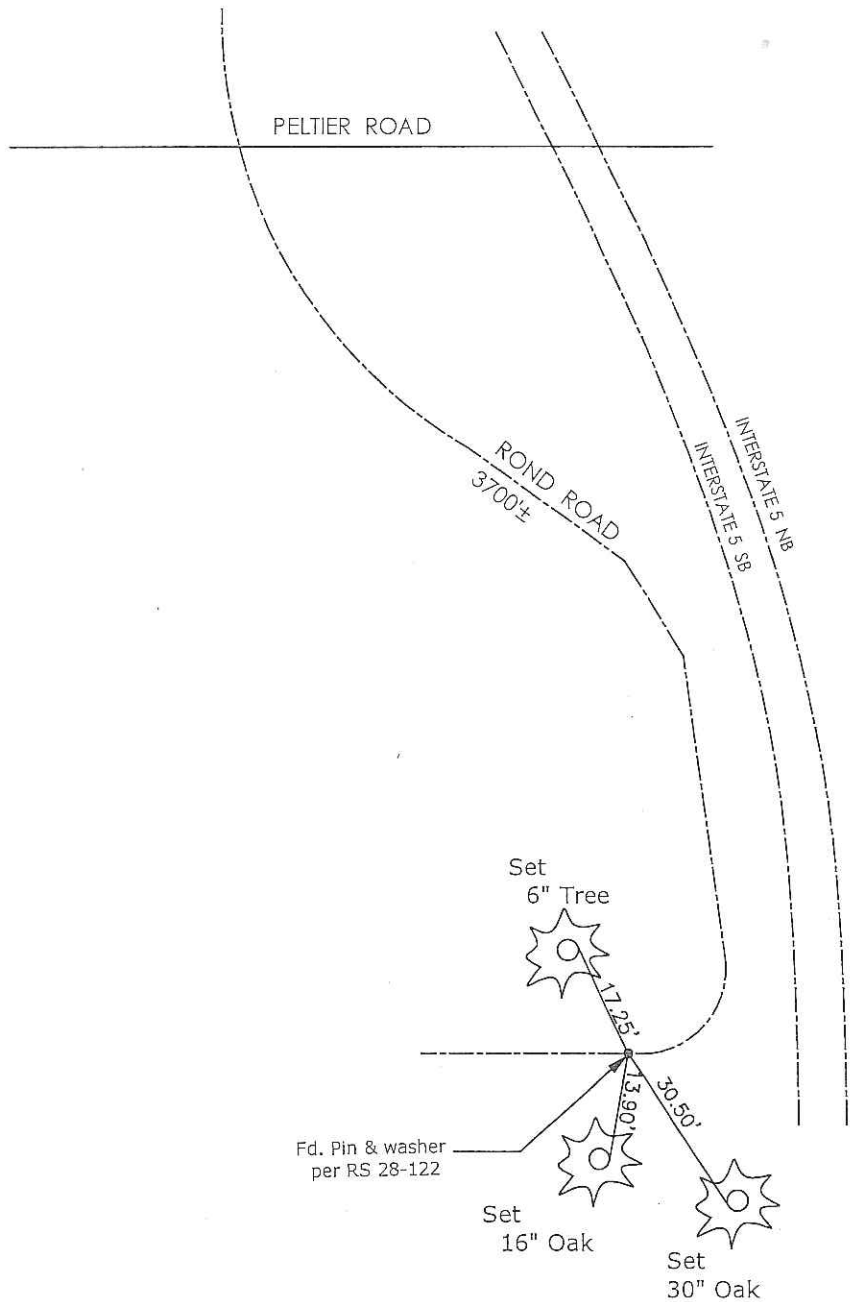 PELTIER ROAD
ROND ROAD
3700'±
INTERSTATE 5 SB
INTERSTATE 5 NB
Set
6" Tree
17.25'
13.90'
30.50'
Fd. Pin & washer
per RS 28-122
Set
16" Oak
Set
30" Oak